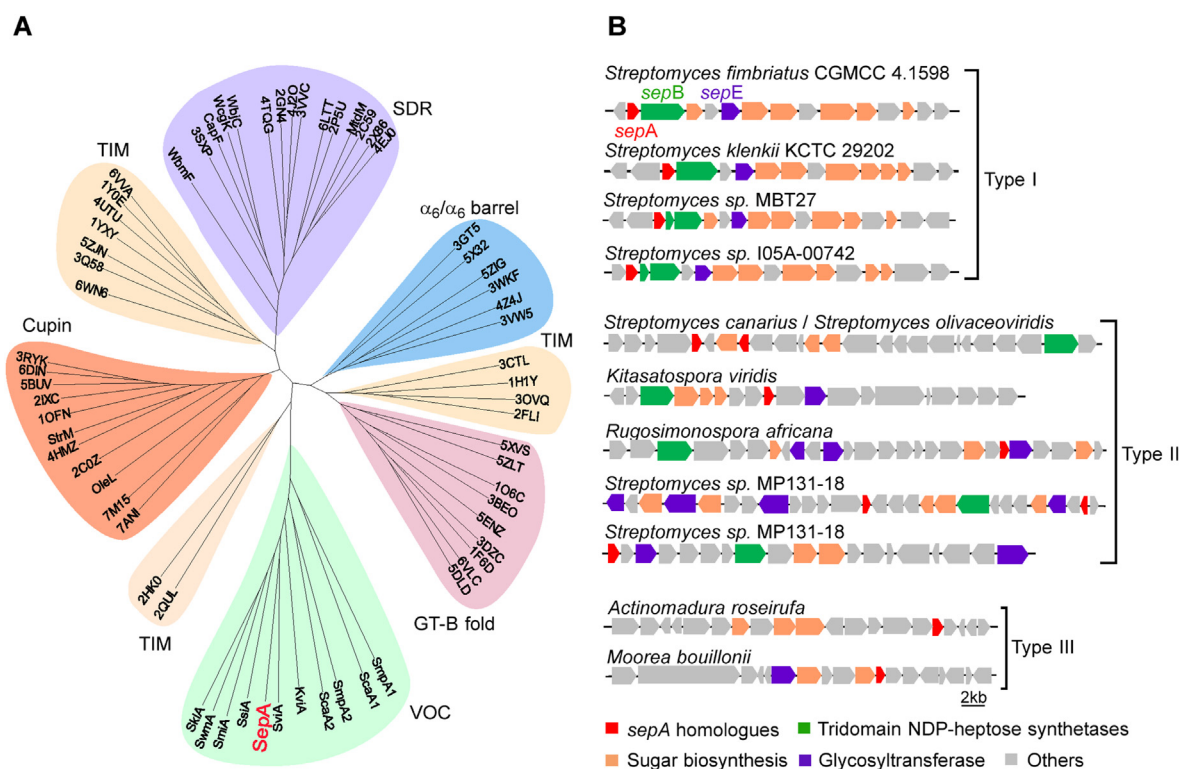 A
B
SDR
WbmF
3SXP
CapF
WcgK
WbjC
4TQG
2GN4
3VVC
6LTT
2P5U
2C59
2X86
4EJ0
TIM
6VVA
1Y0E
4UTU
1YXY
5ZJN
3Q58
6WN6
α6/α6 barrel
3GT5
5X32
5ZIG
3WKF
4Z4J
3VW5
TIM
3CTL
1H1Y
3OVQ
2FLI
Cupin
3RYK
6DIN
5BUV
2IXC
1OFN
StrM
4HMZ
2C0Z
OleL
7M15
7ANI
5XVS
5ZLT
1O6C
3BEO
5ENZ
3DZC
1F6D
6VLC
5DLD
GT-B fold
2HK0
2QUL
TIM
SkfA
SwmA
SmlA
SsiA
SepA
SviA
KviA
ScaA2
SmpA2
ScaA1
SmpA1
VOC
Streptomyces fimbriatus CGMCC 4.1598
sepB sepE
sepA
Streptomyces klenkii KCTC 29202
Type I
Streptomyces sp. MBT27
Streptomyces sp. I05A-00742
Streptomyces canarius / Streptomyces olivaceoviridis
Kitasatospora viridis
Rugosimonospora africana
Type II
Streptomyces sp. MP131-18
Streptomyces sp. MP131-18
Actinomadura roseirufa
Type III
Moorea bouillonii
2kb
sepA homologues
Tridomain NDP-heptose synthetases
Sugar biosynthesis
Glycosyltransferase
Others